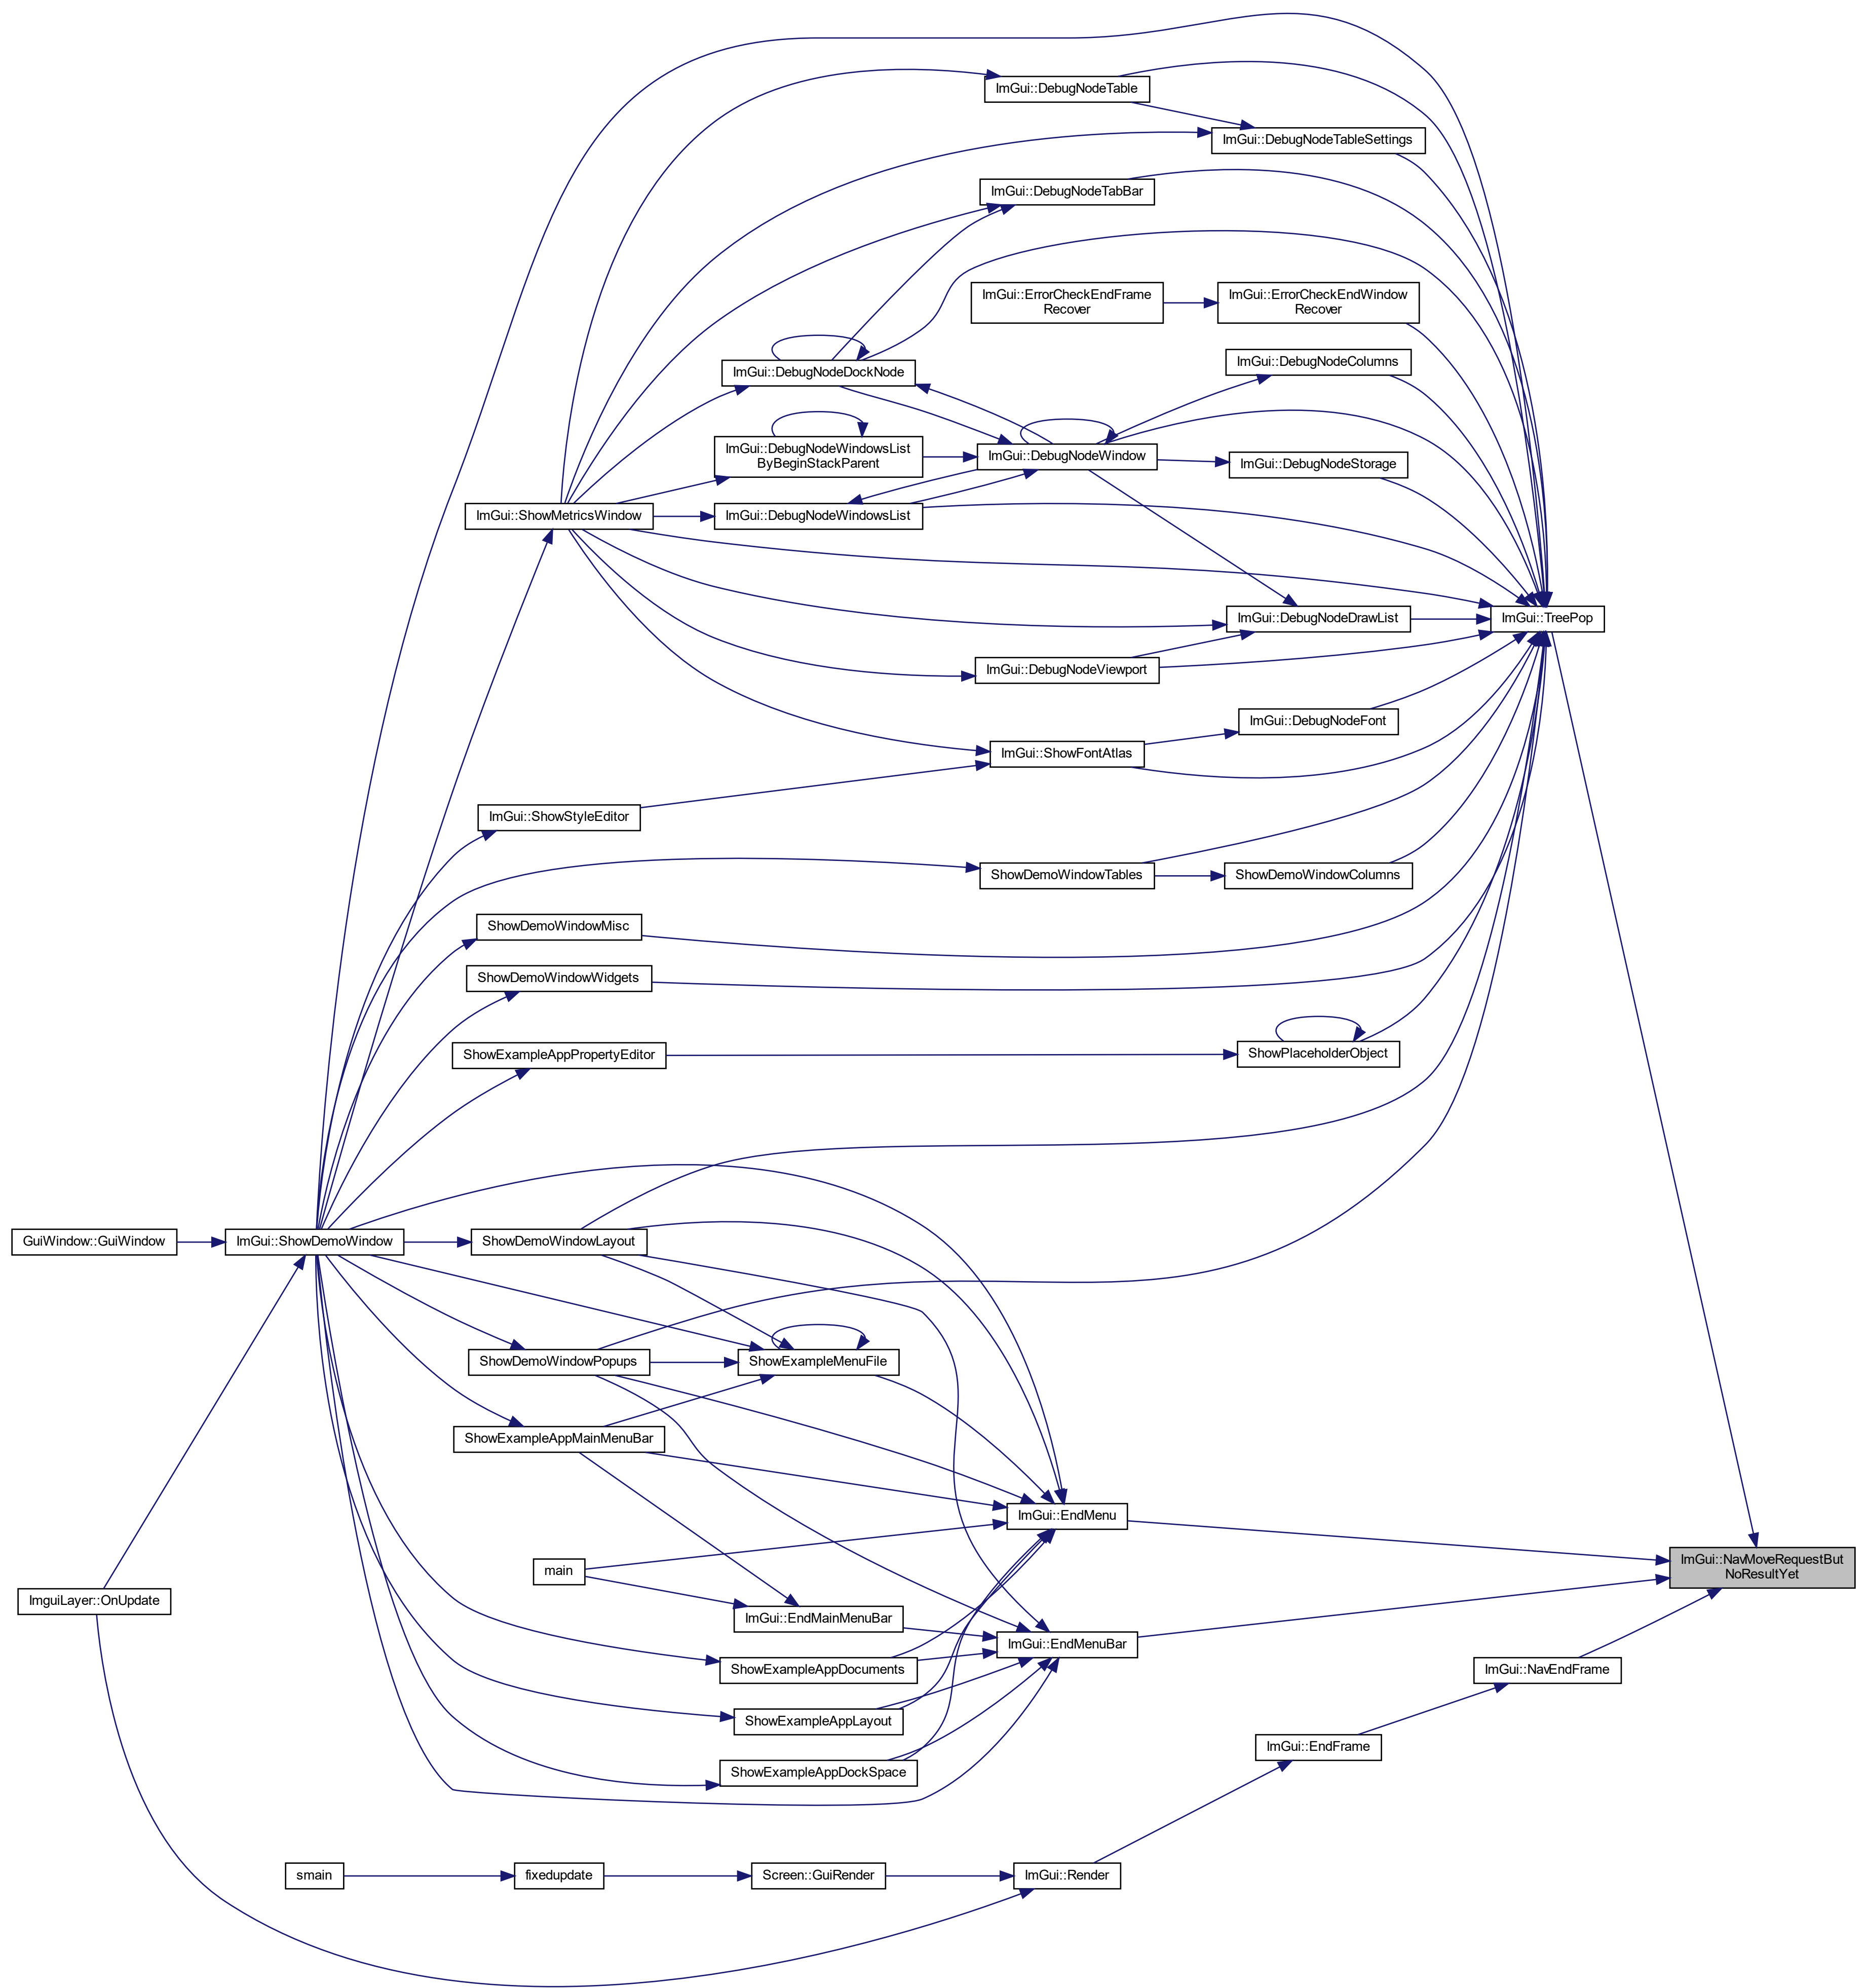 ImGui::DebugNodeTable
ImGui::DebugNodeTableSettings
ImGui::DebugNodeTabBar
ImGui::ErrorCheckEndFrame
Recover
ImGui::ErrorCheckEndWindow
Recover
ImGui::DebugNodeDockNode
ImGui::DebugNodeColumns
ImGui::DebugNodeWindowsList
ByBeginStackParent
ImGui::DebugNodeWindow
ImGui::DebugNodeStorage
ImGui::ShowMetricsWindow
ImGui::DebugNodeWindowsList
ImGui::DebugNodeDrawList
ImGui::TreePop
ImGui::DebugNodeViewport
ImGui::DebugNodeFont
ImGui::ShowFontAtlas
ImGui::ShowStyleEditor
ShowDemoWindowTables
ShowDemoWindowColumns
ShowDemoWindowMisc
ShowDemoWindowWidgets
ShowExampleAppPropertyEditor
ShowPlaceholderObject
GuiWindow::GuiWindow
ImGui::ShowDemoWindow
ShowDemoWindowLayout
ShowDemoWindowPopups
ShowExampleMenuFile
ShowExampleAppMainMenuBar
ImGui::EndMenu
main
ImGui::NavMoveRequestBut
NoResultYet
ImguiLayer::OnUpdate
ImGui::EndMainMenuBar
ImGui::EndMenuBar
ShowExampleAppDocuments
ImGui::NavEndFrame
ShowExampleAppLayout
ImGui::EndFrame
ShowExampleAppDockSpace
smain
fixedupdate
Screen::GuiRender
ImGui::Render